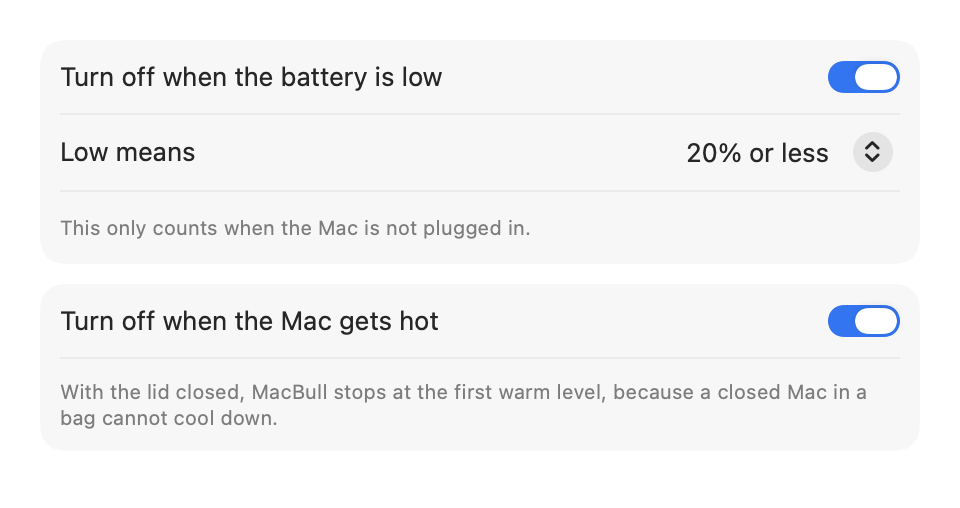 Turn off when the battery is low
Low means
20% or less
This only counts when the Mac is not plugged in.
Turn off when the Mac gets hot
With the lid closed, MacBull stops at the first warm level, because a closed Mac in a
bag cannot cool down.